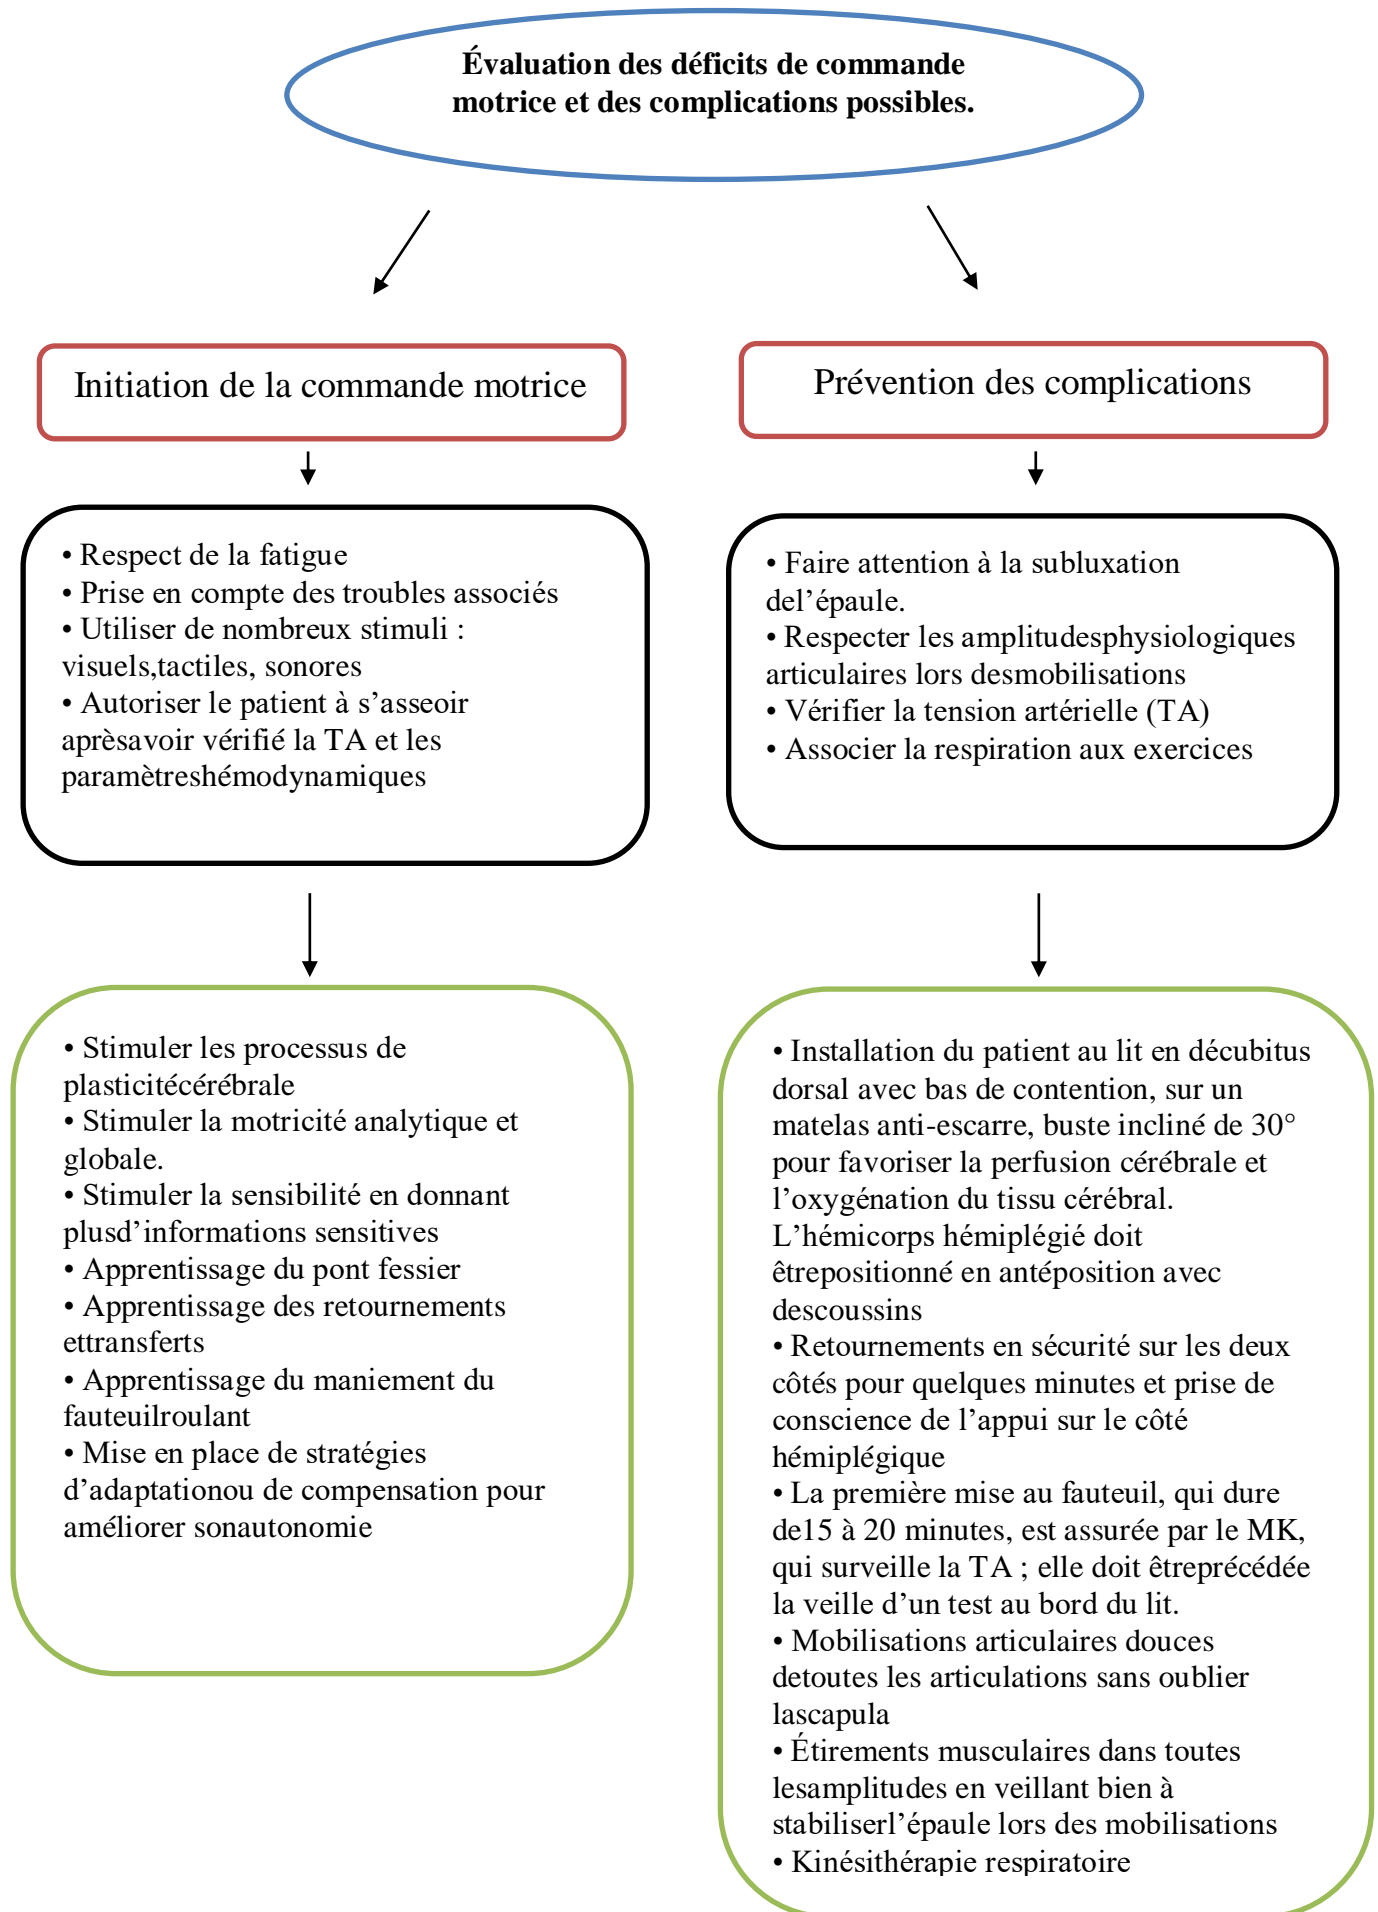 Évaluation des déficits de commande
motrice et des complications possibles.
Initiation de la commande motrice
• Respect de la fatigue
• Prise en compte des troubles associés
• Utiliser de nombreux stimuli :
visuels,tactiles, sonores
• Autoriser le patient à s’asseoir
aprèsavoir vérifié la TA et les
paramètreshémodynamiques
• Stimuler les processus de
plasticitécérébrale
• Stimuler la motricité analytique et
globale.
• Stimuler la sensibilité en donnant
plusd’informations sensitives
• Apprentissage du pont fessier
• Apprentissage des retournements
ettransferts
• Apprentissage du maniement du
fauteuilroulant
• Mise en place de stratégies
d’adaptationou de compensation pour
améliorer sonautonomie
Prévention des complications
• Faire attention à la subluxation
del’épaule.
• Respecter les amplitudesphysiologiques
articulaires lors desmobilisations
• Vérifier la tension artérielle (TA)
• Associer la respiration aux exercices
• Installation du patient au lit en décubitus
dorsal avec bas de contention, sur un
matelas anti-escarre, buste incliné de 30°
pour favoriser la perfusion cérébrale et
l’oxygénation du tissu cérébral.
L’hémicorps hémiplégié doit
êtrepositionné en antéposition avec
descoussins
• Retournements en sécurité sur les deux
côtés pour quelques minutes et prise de
conscience de l’appui sur le côté
hémiplégique
• La première mise au fauteuil, qui dure
de15 à 20 minutes, est assurée par le MK,
qui surveille la TA ; elle doit êtreprécédée
la veille d’un test au bord du lit.
• Mobilisations articulaires douces
detoutes les articulations sans oublier
lascapula
• Étirements musculaires dans toutes
lesamplitudes en veillant bien à
stabiliserl’épaule lors des mobilisations
• Kinésithérapie respiratoire